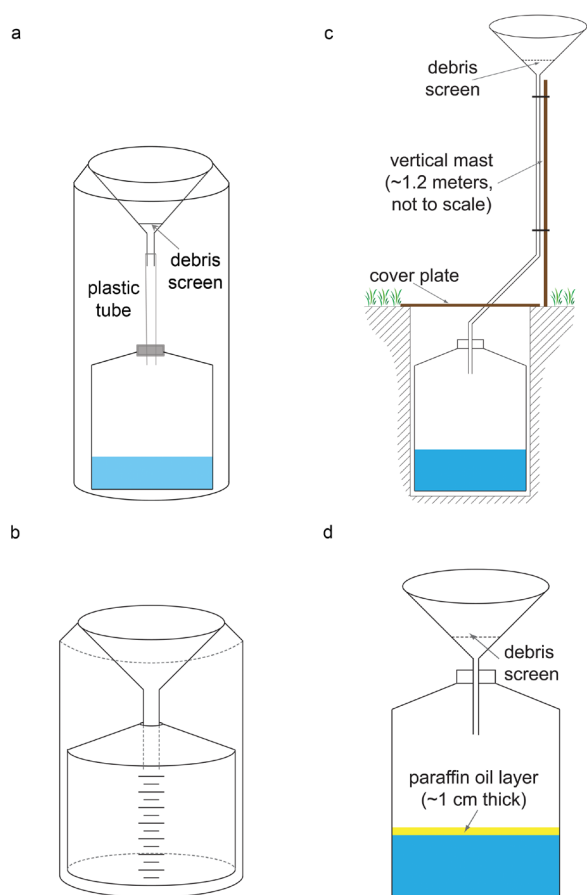 a
debris
screen
plastic
tube
c
debris
screen
vertical mast
(~1.2 meters,
not to scale)
cover plate
b
d
debris
screen
paraffin oil layer
(~1 cm thick)